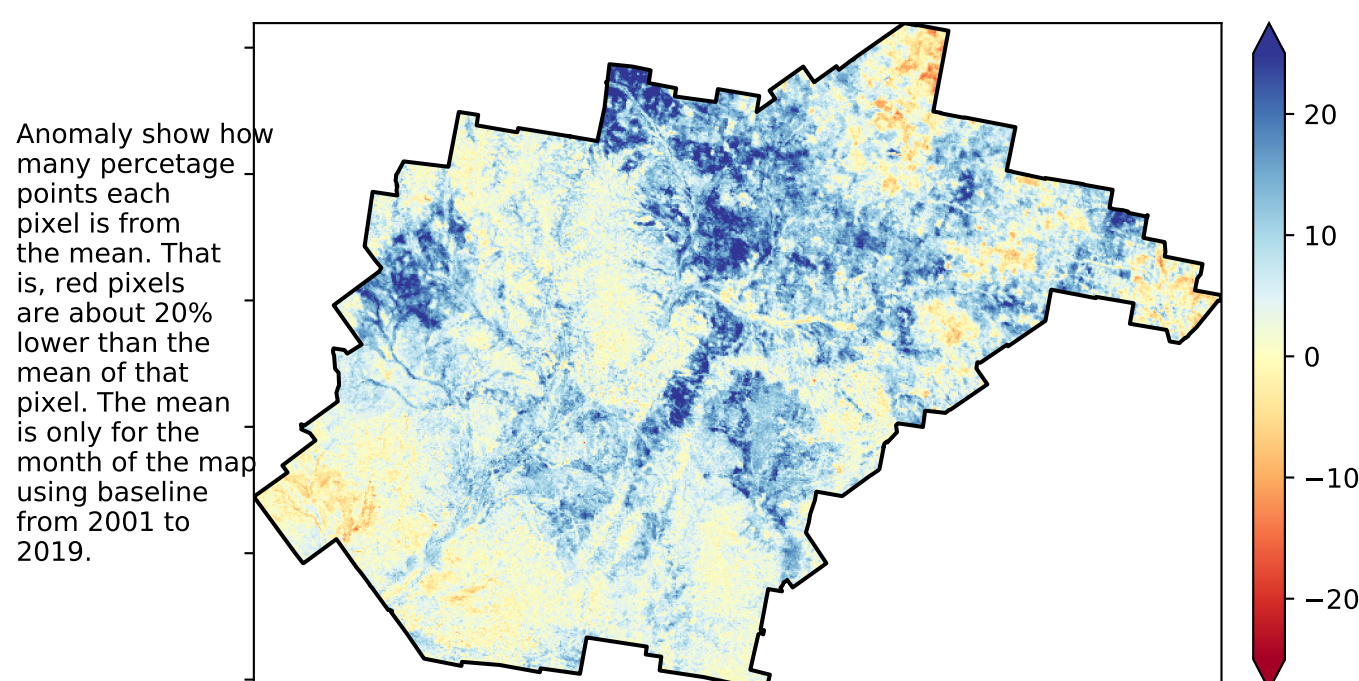 Anomaly show how
many percetage
points each
pixel is from
the mean. That
is, red pixels
are about 20%
lower than the
mean of that
pixel. The mean
is only for the
month of the map
using baseline
from 2001 to
2019.
20
10
0
−10
−20